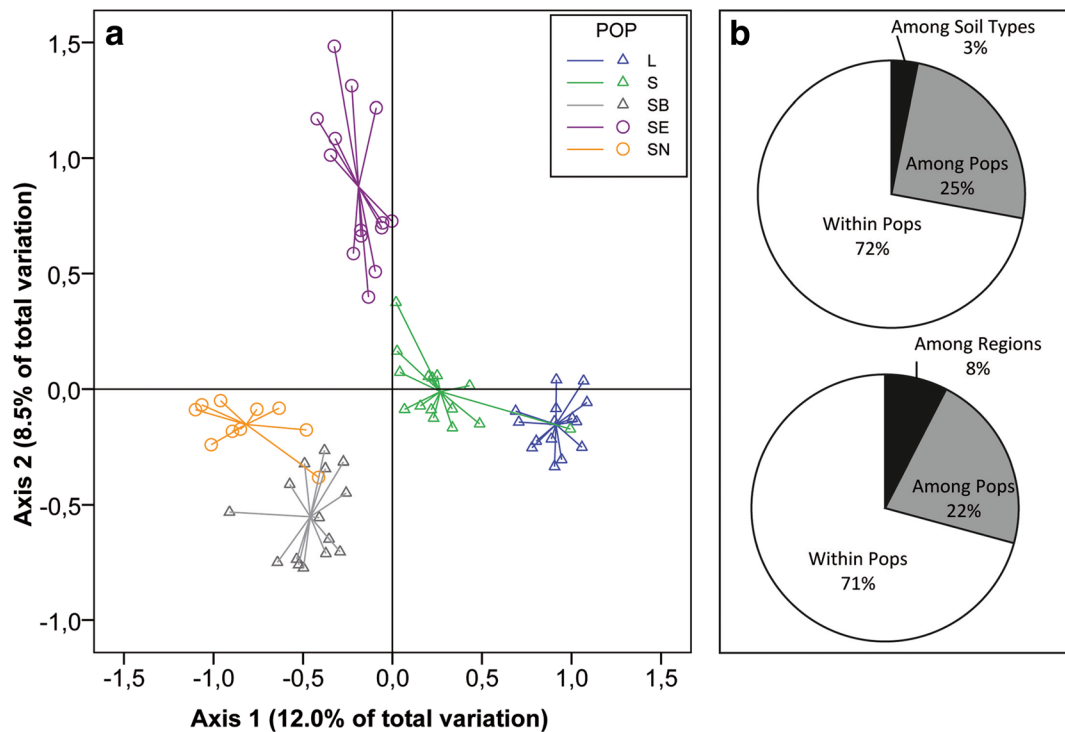 a
POP
L
S
SB
SE
SN
1,5
1,0
0,5
0,0
-0,5
-1,0
Axis 2 (8.5% of total variation)
-1,5
-1,0
-0,5
0,0
0,5
1,0
1,5
Axis 1 (12.0% of total variation)
b
Among Soil Types
3%
Among Pops
25%
Within Pops
72%
Among Regions
8%
Among Pops
22%
Within Pops
71%